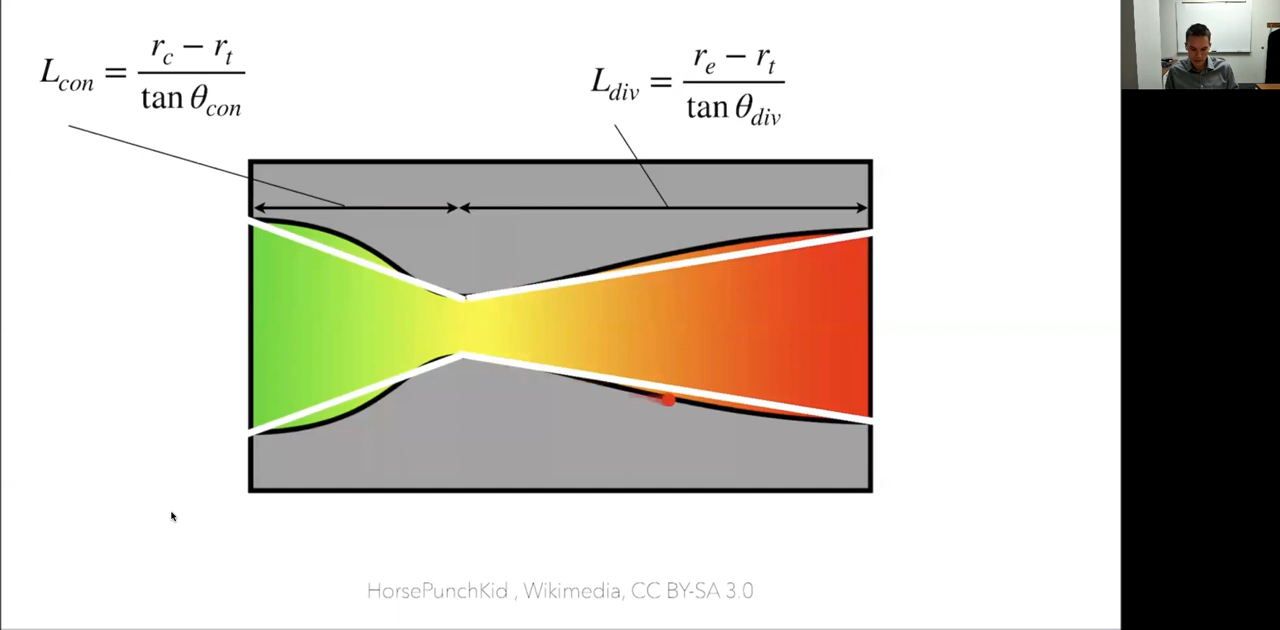 L_con = (r_c − r_t) / (tan θ_con)
L_div = (r_e − r_t) / (tan θ_div)
HorsePunchKid , Wikimedia, CC BY-SA 3.0